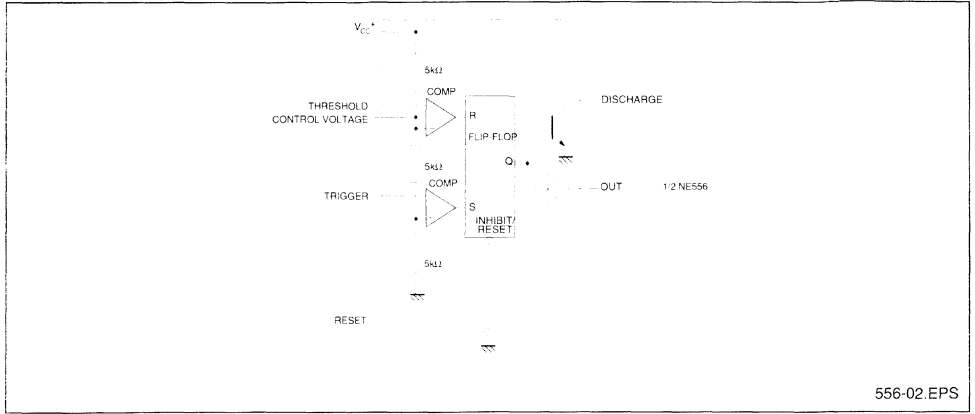 VCC+
5kΩ
COMP
THRESHOLD
CONTROL VOLTAGE
R
FLIP-FLOP
DISCHARGE
Q
5kΩ
COMP
TRIGGER
S
INHIBIT/
RESET
OUT
1/2 NE556
5kΩ
RESET
556-02.EPS